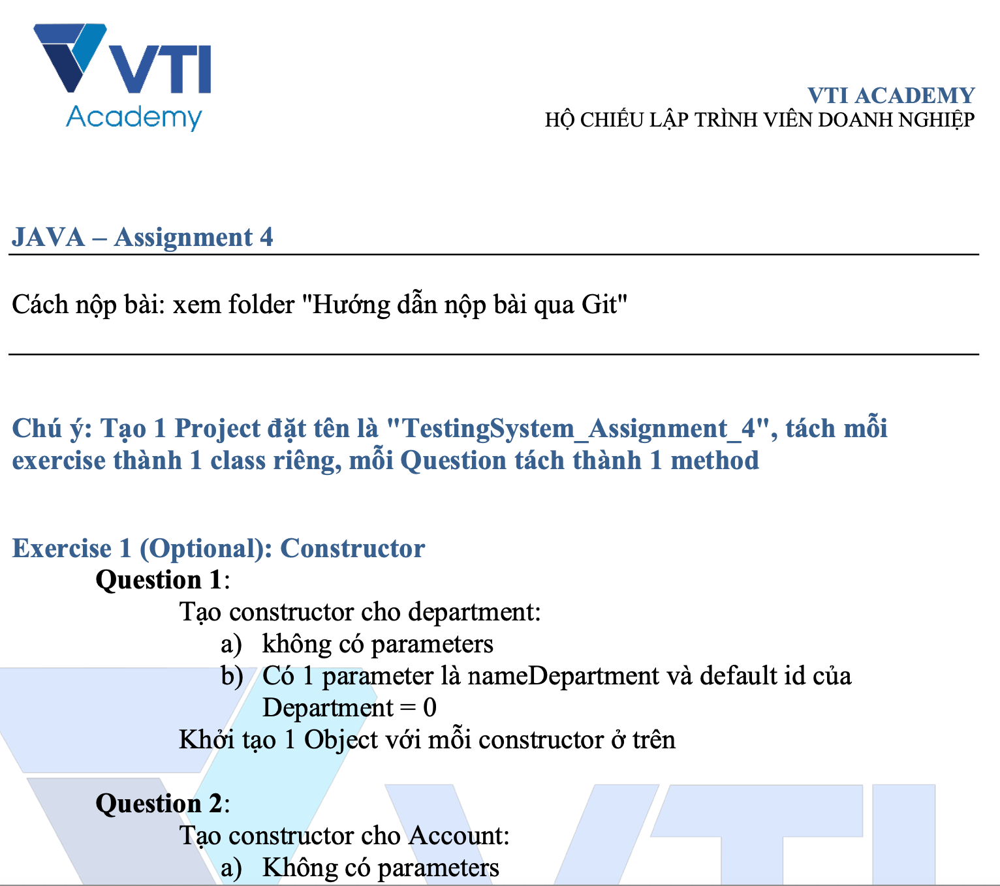 VTI
Academy
VTI ACADEMY
HỘ CHIẾU LẬP TRÌNH VIÊN DOANH NGHIỆP
JAVA – Assignment 4
Cách nộp bài: xem folder "Hướng dẫn nộp bài qua Git"
Chú ý: Tạo 1 Project đặt tên là "TestingSystem_Assignment_4", tách mỗi
exercise thành 1 class riêng, mỗi Question tách thành 1 method
Exercise 1 (Optional): Constructor
Question 1:
Tạo constructor cho department:
a) không có parameters
b) Có 1 parameter là nameDepartment và default id của
Department = 0
Khởi tạo 1 Object với mỗi constructor ở trên
Question 2:
Tạo constructor cho Account:
a) Không có parameters
VTI